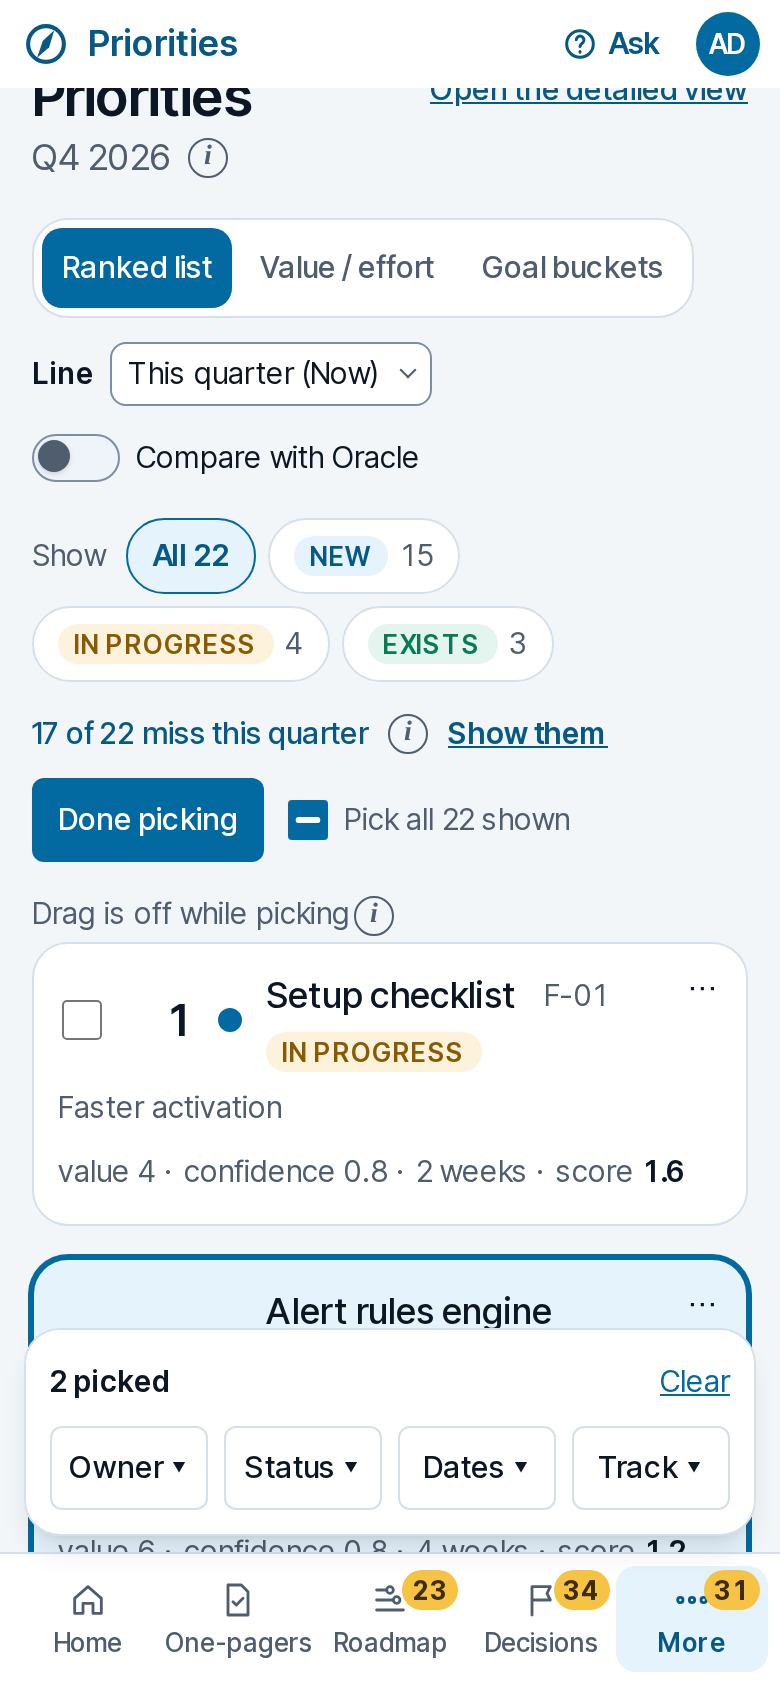 Priorities
Ask
AD
Priorities
Open the detailed view
Q4 2026 i
Ranked list
Value / effort
Goal buckets
Line This quarter (Now)
Compare with Oracle
Show All 22 NEW 15
IN PROGRESS 4 EXISTS 3
17 of 22 miss this quarter i Show them
Done picking Pick all 22 shown
Drag is off while picking i
1 Setup checklist F-01 ...
IN PROGRESS
Faster activation
value 4 · confidence 0.8 · 2 weeks · score 1.6
Alert rules engine ...
2 picked Clear
Owner ▾ Status ▾ Dates ▾ Track ▾
value 6 · confidence 0.8 · 4 weeks · score 1.2
23 34 31
Home One-pagers Roadmap Decisions More